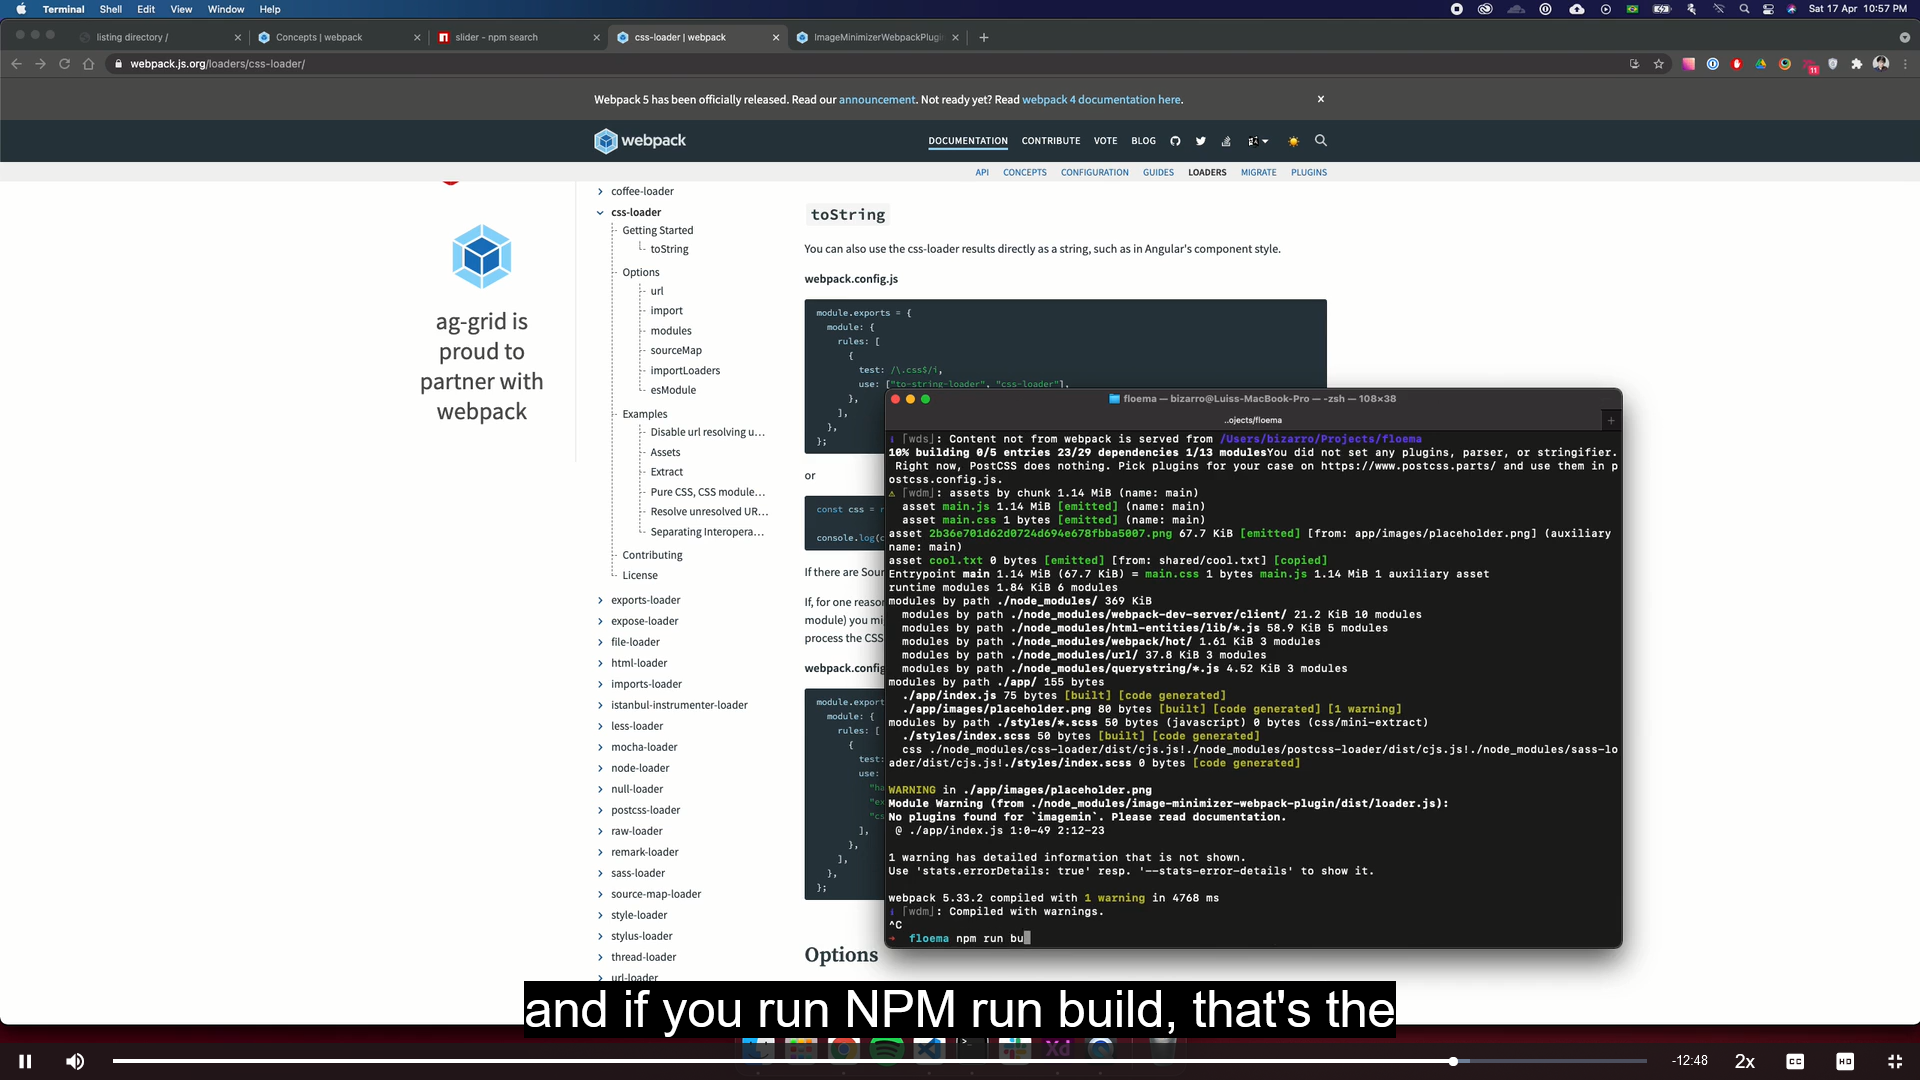 Terminal Shell Edit View Window Help
Sat 17 Apr 10:57 PM
listing directory /
Concepts | webpack
slider - npm search
css-loader | webpack
ImageMinimizerWebpackPlugi
webpack.js.org/loaders/css-loader/
11
Webpack 5 has been officially released. Read our announcement. Not ready yet? Read webpack 4 documentation here.
webpack
DOCUMENTATION CONTRIBUTE VOTE BLOG
API CONCEPTS CONFIGURATION GUIDES LOADERS MIGRATE PLUGINS
ag-grid is
proud to
partner with
webpack
coffee-loader
css-loader
Getting Started
toString
Options
url
import
modules
sourceMap
importLoaders
esModule
Examples
Disable url resolving u...
Assets
Extract
Pure CSS, CSS module...
Resolve unresolved UR...
Separating Interopera...
Contributing
License
exports-loader
expose-loader
file-loader
html-loader
imports-loader
istanbul-instrumenter-loader
less-loader
mocha-loader
node-loader
null-loader
postcss-loader
raw-loader
remark-loader
sass-loader
source-map-loader
style-loader
stylus-loader
thread-loader
url-loader
toString
You can also use the css-loader results directly as a string, such as in Angular's component style.
webpack.config.js
module.exports = {
module: {
rules: [
{
test: /\.css$/i,
use: ["to-string-loader", "css-loader"],
},
],
},
};
or
const css = r
console.log(c
If there are Sour
If, for one reaso
module) you mi
process the CSS
webpack.config
module.export
module: {
rules: [
{
test:
use:
"ha
"ex
"cs
],
},
],
},
};
Options
floema — bizarro@Luiss-MacBook-Pro — -zsh — 108×38
..ojects/floema
i ｢wds｣: Content not from webpack is served from /Users/bizarro/Projects/floema
10% building 0/5 entries 23/29 dependencies 1/13 modulesYou did not set any plugins, parser, or stringifier.
Right now, PostCSS does nothing. Pick plugins for your case on https://www.postcss.parts/ and use them in p
ostcss.config.js.
⚠ ｢wdm｣: assets by chunk 1.14 MiB (name: main)
asset main.js 1.14 MiB [emitted] (name: main)
asset main.css 1 bytes [emitted] (name: main)
asset 2b36e701d62d0724d694e678fbba5007.png 67.7 KiB [emitted] [from: app/images/placeholder.png] (auxiliary
name: main)
asset cool.txt 0 bytes [emitted] [from: shared/cool.txt] [copied]
Entrypoint main 1.14 MiB (67.7 KiB) = main.css 1 bytes main.js 1.14 MiB 1 auxiliary asset
runtime modules 1.84 KiB 6 modules
modules by path ./node_modules/ 369 KiB
modules by path ./node_modules/webpack-dev-server/client/ 21.2 KiB 10 modules
modules by path ./node_modules/html-entities/lib/*.js 58.9 KiB 5 modules
modules by path ./node_modules/webpack/hot/ 1.61 KiB 3 modules
modules by path ./node_modules/url/ 37.8 KiB 3 modules
modules by path ./node_modules/querystring/*.js 4.52 KiB 3 modules
modules by path ./app/ 155 bytes
./app/index.js 75 bytes [built] [code generated]
./app/images/placeholder.png 80 bytes [built] [code generated] [1 warning]
modules by path ./styles/*.scss 50 bytes (javascript) 0 bytes (css/mini-extract)
./styles/index.scss 50 bytes [built] [code generated]
css ./node_modules/css-loader/dist/cjs.js!./node_modules/postcss-loader/dist/cjs.js!./node_modules/sass-lo
ader/dist/cjs.js!./styles/index.scss 0 bytes [code generated]
WARNING in ./app/images/placeholder.png
Module Warning (from ./node_modules/image-minimizer-webpack-plugin/dist/loader.js):
No plugins found for `imagemin`. Please read documentation.
@ ./app/index.js 1:0-49 2:12-23
1 warning has detailed information that is not shown.
Use 'stats.errorDetails: true' resp. '--stats-error-details' to show it.
webpack 5.33.2 compiled with 1 warning in 4768 ms
i ｢wdm｣: Compiled with warnings.
^C
➜ floema npm run bu
and if you run NPM run build, that's the
Xd
-12:48 2x CC HD